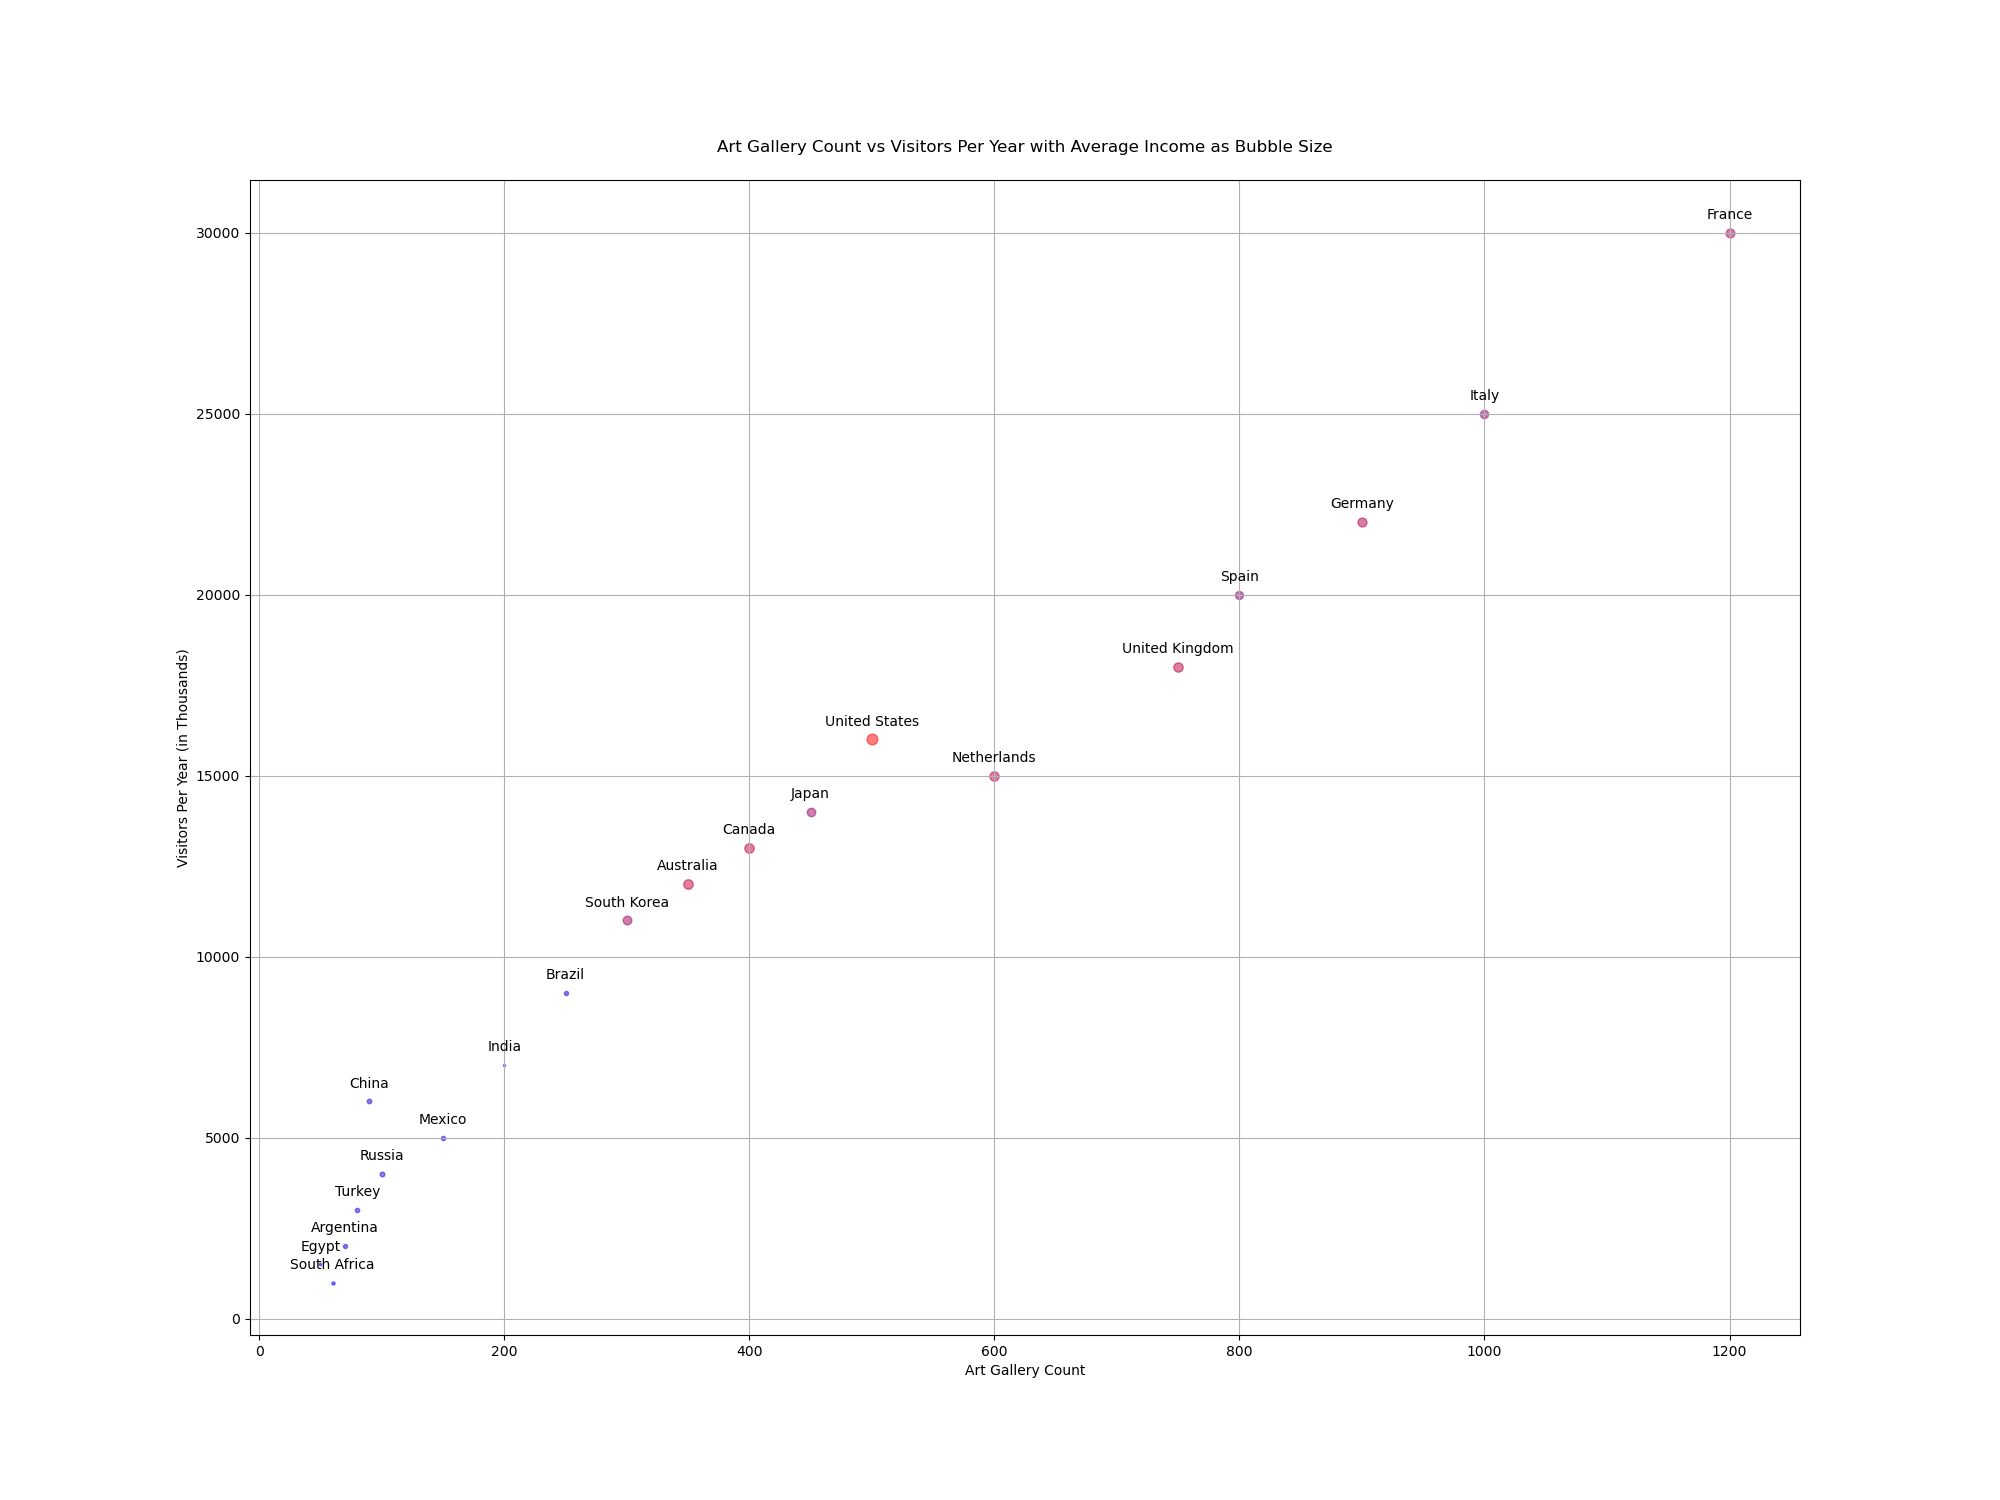 Art Gallery Count vs Visitors Per Year with Average Income as Bubble Size
France
30000
Italy
25000
Germany
Spain
20000
United Kingdom
United States
Netherlands
15000
Japan
Canada
Australia
South Korea
10000
Brazil
India
China
Mexico
5000
Russia
Turkey
Argentina
Egypt
South Africa
0
Visitors Per Year (in Thousands)
0 200 400 600 800 1000 1200
Art Gallery Count